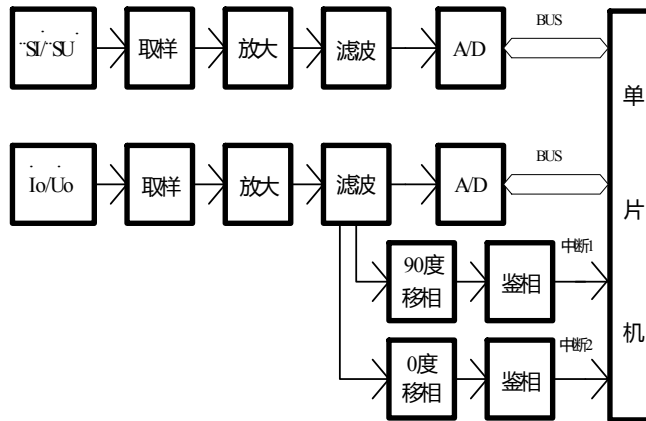 SI/SU
取样
放大
滤波
A/D
BUS
Io/Uo
取样
放大
滤波
A/D
BUS
90度
移相
鉴相
中断1
0度
移相
鉴相
中断2
单
片
机